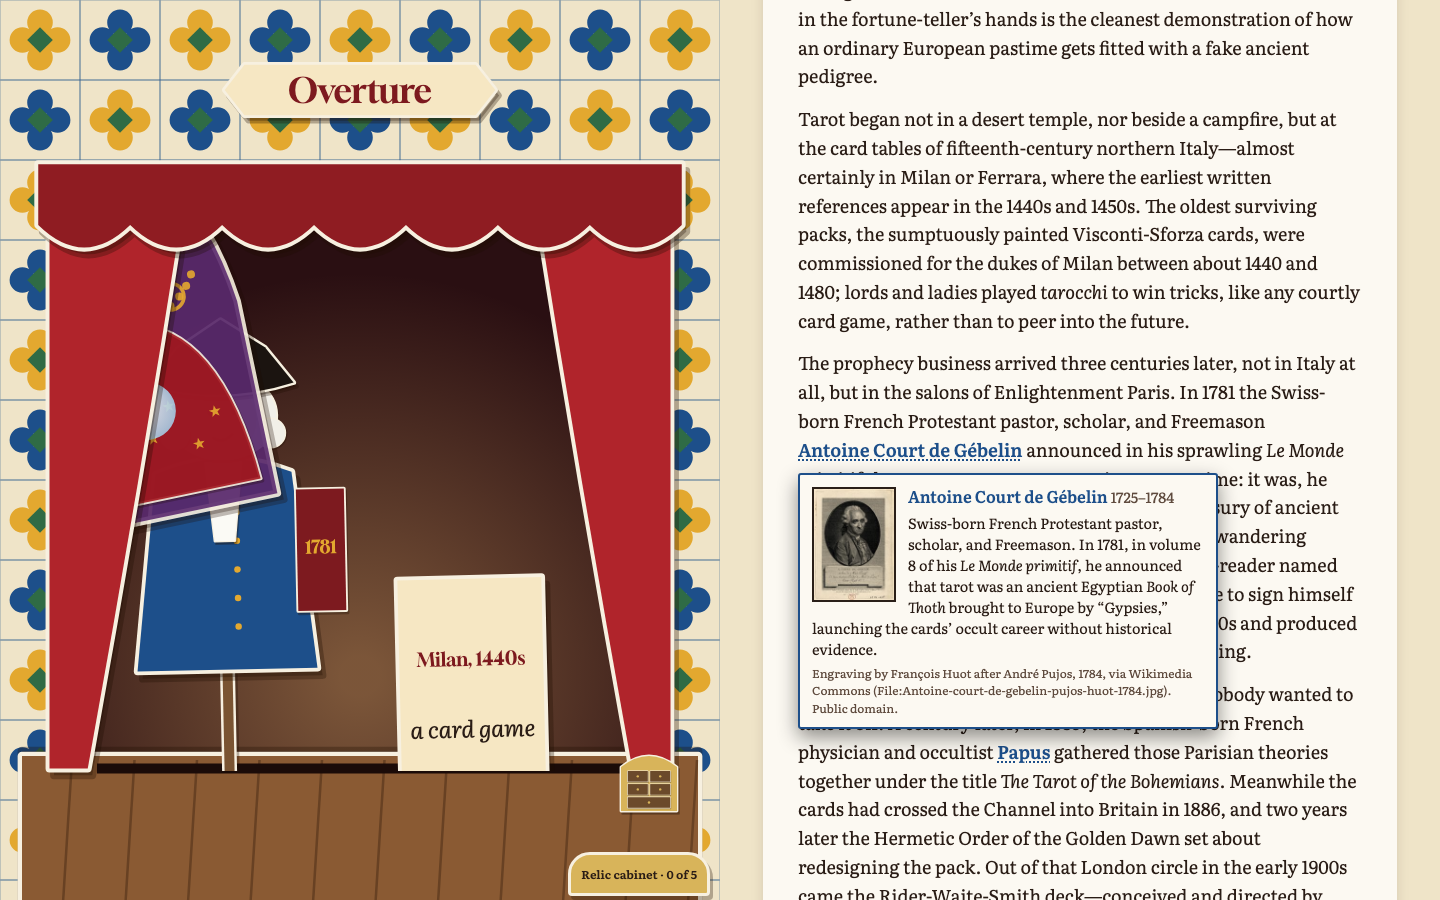 Overture
1781
Milan, 1440s
a card game
Relic cabinet · 0 of 5
in the fortune-teller’s hands is the cleanest demonstration of how
an ordinary European pastime gets fitted with a fake ancient
pedigree.
Tarot began not in a desert temple, nor beside a campfire, but at
the card tables of fifteenth-century northern Italy—almost
certainly in Milan or Ferrara, where the earliest written
references appear in the 1440s and 1450s. The oldest surviving
packs, the sumptuously painted Visconti-Sforza cards, were
commissioned for the dukes of Milan between about 1440 and
1480; lords and ladies played tarocchi to win tricks, like any courtly
card game, rather than to peer into the future.
The prophecy business arrived three centuries later, not in Italy at
all, but in the salons of Enlightenment Paris. In 1781 the Swiss-
born French Protestant pastor, scholar, and Freemason
Antoine Court de Gébelin announced in his sprawling Le Monde
me: it was, he
sury of ancient
wandering
-reader named
e to sign himself
0s and produced
ing.
obody wanted to
orn French
Antoine Court de Gébelin 1725–1784
Swiss-born French Protestant pastor,
scholar, and Freemason. In 1781, in volume
8 of his Le Monde primitif, he announced
that tarot was an ancient Egyptian Book of
Thoth brought to Europe by “Gypsies,”
launching the cards’ occult career without historical
evidence.
Engraving by François Huot after André Pujos, 1784, via Wikimedia
Commons (File:Antoine-court-de-gebelin-pujos-huot-1784.jpg).
Public domain.
physician and occultist Papus gathered those Parisian theories
together under the title The Tarot of the Bohemians. Meanwhile the
cards had crossed the Channel into Britain in 1886, and two years
later the Hermetic Order of the Golden Dawn set about
redesigning the pack. Out of that London circle in the early 1900s
came the Rider-Waite-Smith deck—conceived and directed by